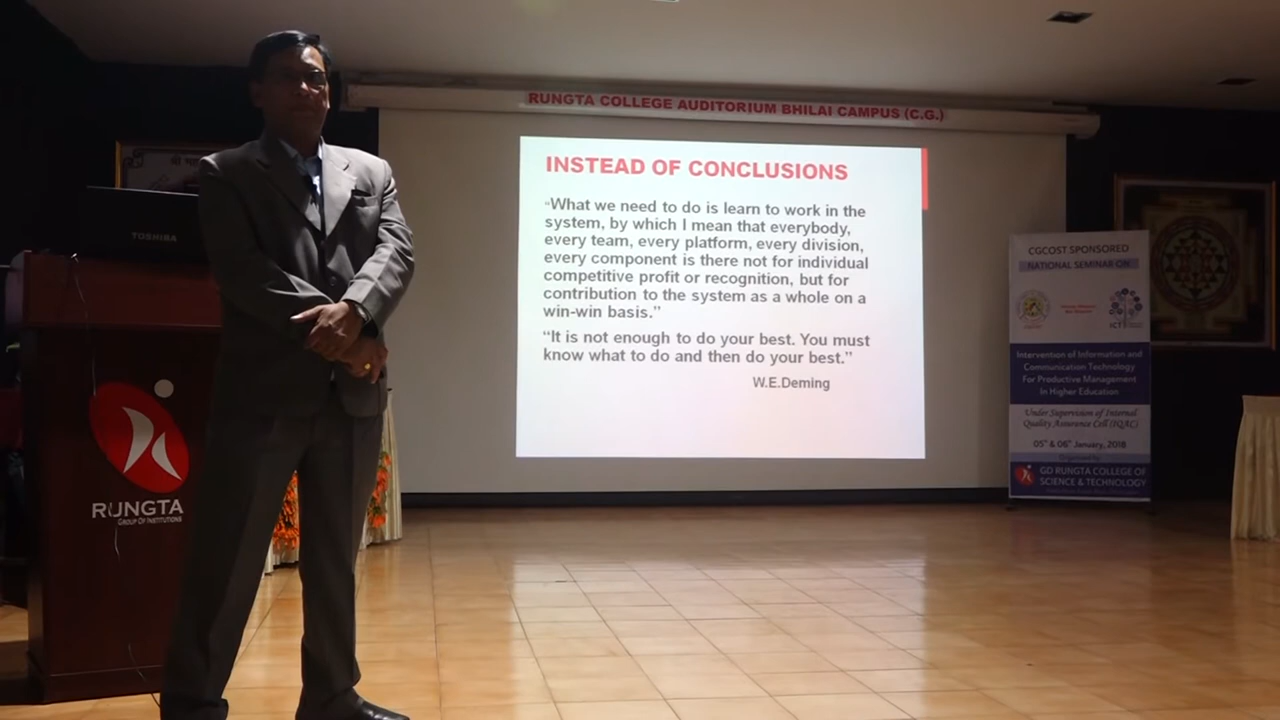 RUNGTA COLLEGE AUDITORIUM BHILAI CAMPUS (C.G.)
INSTEAD OF CONCLUSIONS
“What we need to do is learn to work in the
system, by which I mean that everybody,
every team, every platform, every division,
every component is there not for individual
competitive profit or recognition, but for
contribution to the system as a whole on a
win-win basis.”
“It is not enough to do your best. You must
know what to do and then do your best.”
W.E.Deming
TOSHIBA
RUNGTA
GROUP OF INSTITUTIONS
CGCOST SPONSORED
NATIONAL SEMINAR ON
Intervention of Information and
Communication Technology
For Productive Management
In Higher Education
Under Supervision of Internal
Quality Assurance Cell (IQAC)
05th & 06th January, 2018
Organized by
GD RUNGTA COLLEGE OF
SCIENCE & TECHNOLOGY